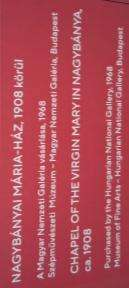 NAGYBÁNYAI MÁRIA-HÁZ, 1908 körül
A Magyar Nemzeti Galéria vásárlása, 1968
Szépművészeti Múzeum – Magyar Nemzeti Galéria, Budapest
CHAPEL OF THE VIRGIN MARY IN NAGYBÁNYA,
ca. 1908
Purchased by the Hungarian National Gallery, 1968
Museum of Fine Arts – Hungarian National Gallery, Budapest